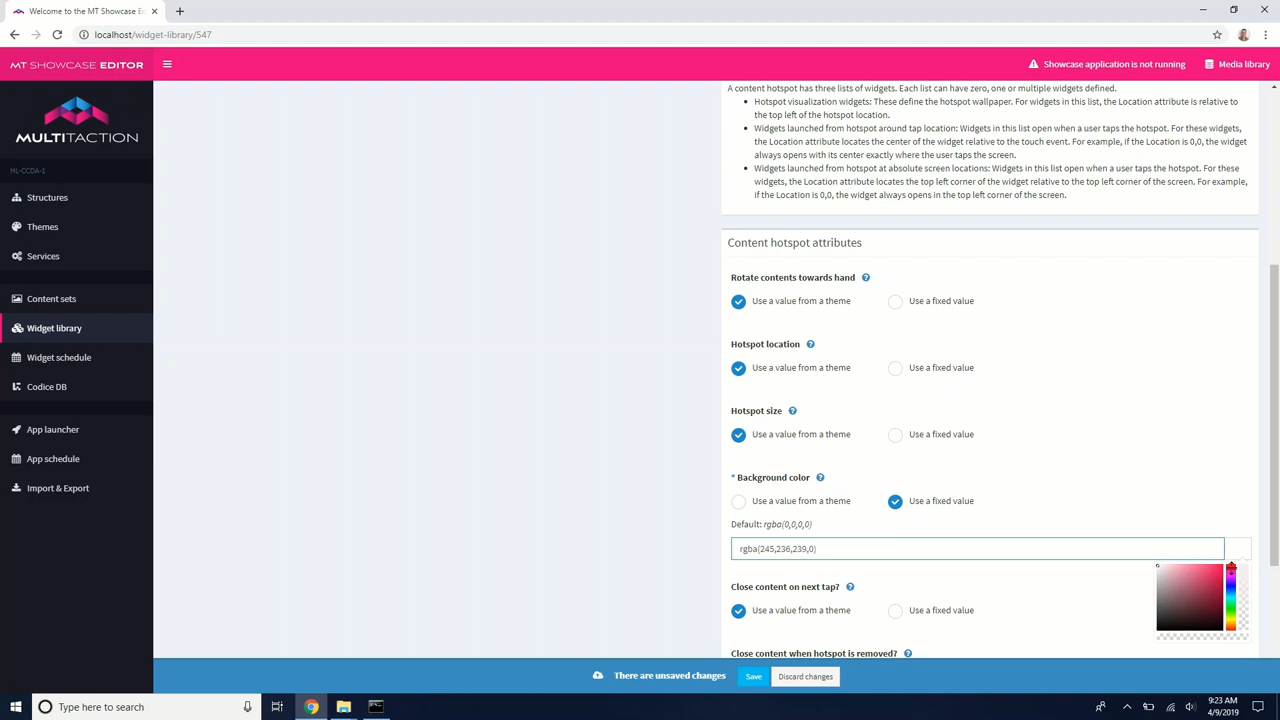 Welcome to the MT Showcase Edi
localhost/widget-library/547
MT SHOWCASE EDITOR
Showcase application is not running
Media library
MULTITACTION
HL-CCDA-1
Structures
Themes
Services
Content sets
Widget library
Widget schedule
Codice DB
App launcher
App schedule
Import & Export
A content hotspot has three lists of widgets. Each list can have zero, one or multiple widgets defined.
Hotspot visualization widgets: These define the hotspot wallpaper. For widgets in this list, the Location attribute is relative to
the top left of the hotspot location.
Widgets launched from hotspot around tap location: Widgets in this list open when a user taps the hotspot. For these widgets,
the Location attribute locates the center of the widget relative to the touch event. For example, if the Location is 0,0, the widget
always opens with its center exactly where the user taps the screen.
Widgets launched from hotspot at absolute screen locations: Widgets in this list open when a user taps the hotspot. For these
widgets, the Location attribute locates the top left corner of the widget relative to the top left corner of the screen. For example,
if the Location is 0,0, the widget always opens in the top left corner of the screen.
Content hotspot attributes
Rotate contents towards hand ?
Use a value from a theme Use a fixed value
Hotspot location ?
Use a value from a theme Use a fixed value
Hotspot size ?
Use a value from a theme Use a fixed value
* Background color ?
Use a value from a theme Use a fixed value
Default: rgba(0,0,0,0)
rgba(245,236,239,0)
Close content on next tap? ?
Use a value from a theme Use a fixed value
Close content when hotspot is removed? ?
There are unsaved changes
Save
Discard changes
Type here to search
9:23 AM
4/9/2019